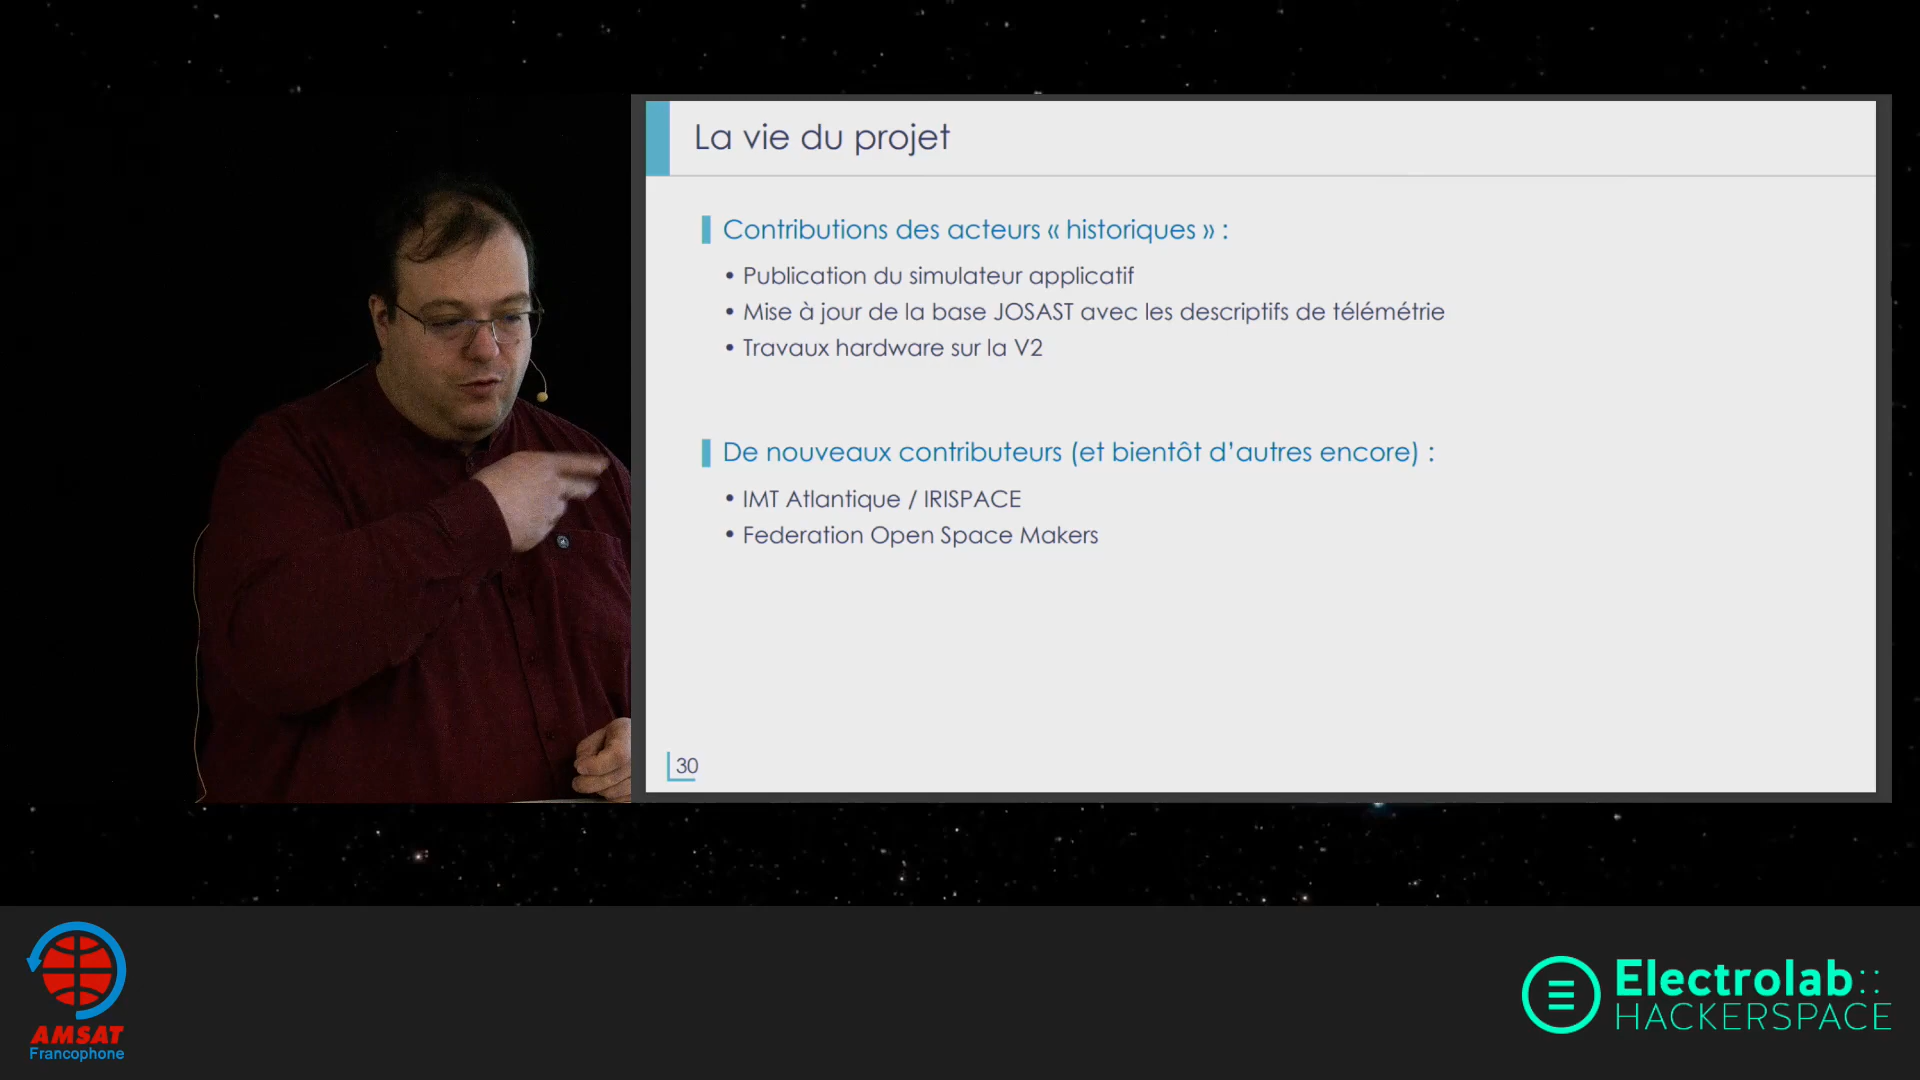 La vie du projet
Contributions des acteurs « historiques » :
• Publication du simulateur applicatif
• Mise à jour de la base JOSAST avec les descriptifs de télémétrie
• Travaux hardware sur la V2
De nouveaux contributeurs (et bientôt d’autres encore) :
• IMT Atlantique / IRISPACE
• Federation Open Space Makers
30
AMSAT
Francophone
Electrolab::
HACKERSPACE